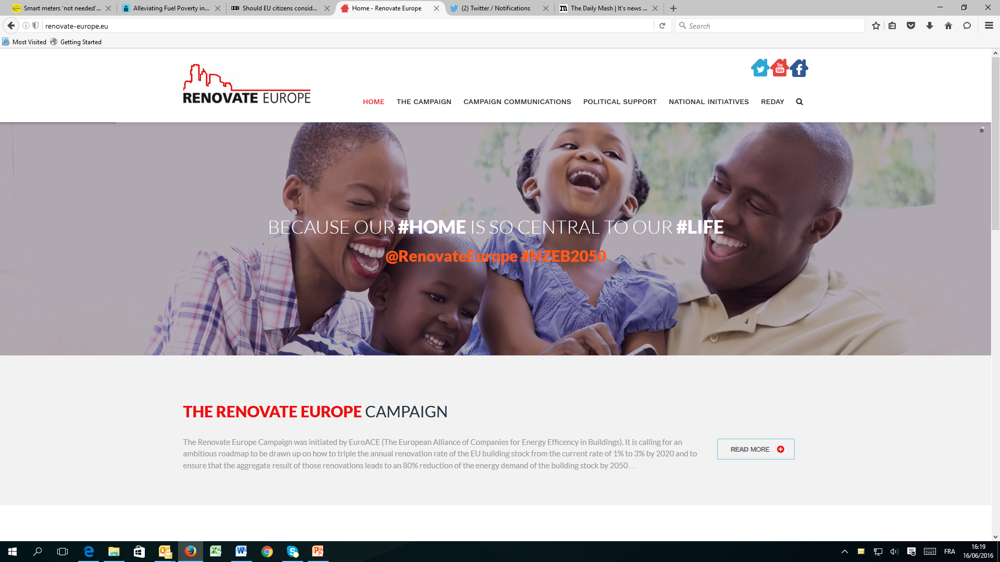 Smart meters ‘not needed’...
Alleviating Fuel Poverty in...
BBC
Should EU citizens consid...
Home - Renovate Europe
(2) Twitter / Notifications
m
The Daily Mash | It's news ...
renovate-europe.eu
Search
Most Visited
Getting Started
RENOVATE EUROPE
You
Tube
HOME
THE CAMPAIGN
CAMPAIGN COMMUNICATIONS
POLITICAL SUPPORT
NATIONAL INITIATIVES
REDAY
BECAUSE OUR #HOME IS SO CENTRAL TO OUR #LIFE
@RenovateEurope #NZEB2050
THE RENOVATE EUROPE CAMPAIGN
The Renovate Europe Campaign was initiated by EuroACE (The European Alliance of Companies for Energy Efficency in Buildings). It is calling for an
ambitious roadmap to be drawn up on how to triple the annual renovation rate of the EU building stock from the current rate of 1% to 3% by 2020 and to
ensure that the aggregate result of those renovations leads to an 80% reduction of the energy demand of the building stock by 2050…
READ MORE
FRA
16:19
16/06/2016